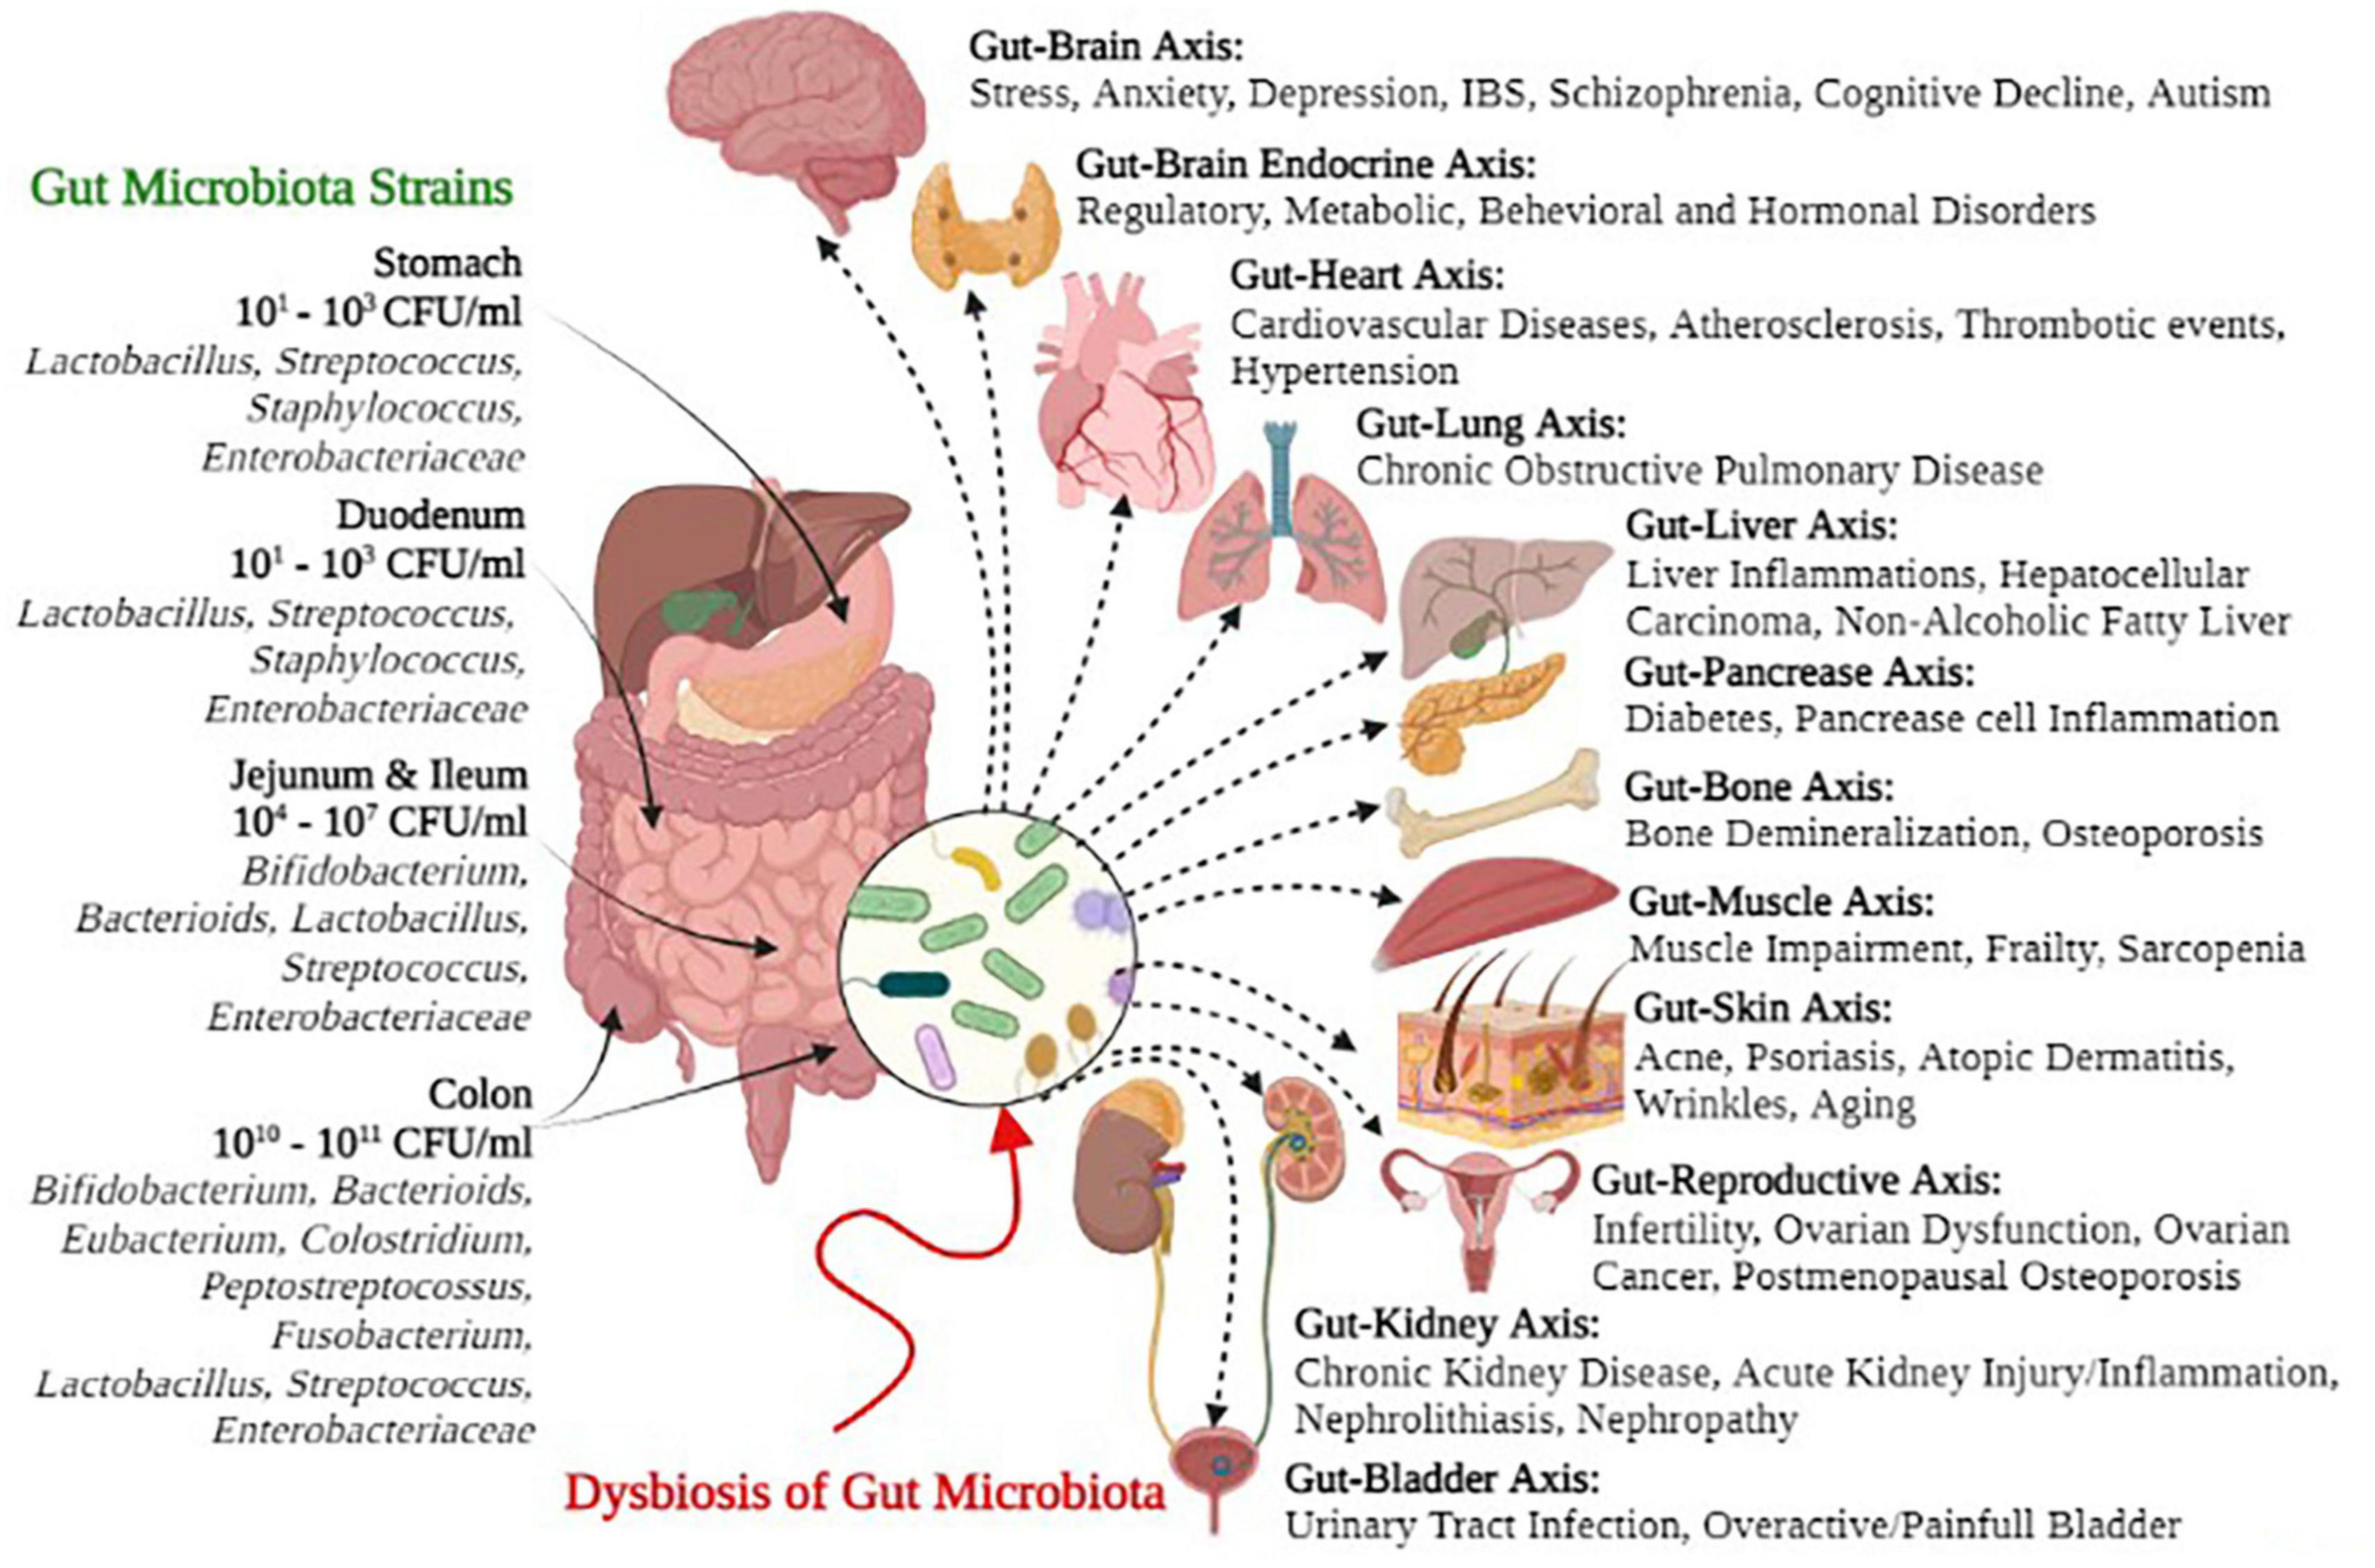 Gut Microbiota Strains
Stomach
10¹ - 10³ CFU/ml
Lactobacillus, Streptococcus,
Staphylococcus,
Enterobacteriaceae
Duodenum
10¹ - 10³ CFU/ml
Lactobacillus, Streptococcus,
Staphylococcus,
Enterobacteriaceae
Jejunum & Ileum
10⁴ - 10⁷ CFU/ml
Bifidobacterium,
Bacterioids, Lactobacillus,
Streptococcus,
Enterobacteriaceae
Colon
10¹⁰ - 10¹¹ CFU/ml
Bifidobacterium, Bacterioids,
Eubacterium, Colostridium,
Peptostreptocossus,
Fusobacterium,
Lactobacillus, Streptococcus,
Enterobacteriaceae
Dysbiosis of Gut Microbiota
Gut-Brain Axis:
Stress, Anxiety, Depression, IBS, Schizophrenia, Cognitive Decline, Autism
Gut-Brain Endocrine Axis:
Regulatory, Metabolic, Behevioral and Hormonal Disorders
Gut-Heart Axis:
Cardiovascular Diseases, Atherosclerosis, Thrombotic events,
Hypertension
Gut-Lung Axis:
Chronic Obstructive Pulmonary Disease
Gut-Liver Axis:
Liver Inflammations, Hepatocellular
Carcinoma, Non-Alcoholic Fatty Liver
Gut-Pancrease Axis:
Diabetes, Pancrease cell Inflammation
Gut-Bone Axis:
Bone Demineralization, Osteoporosis
Gut-Muscle Axis:
Muscle Impairment, Frailty, Sarcopenia
Gut-Skin Axis:
Acne, Psoriasis, Atopic Dermatitis,
Wrinkles, Aging
Gut-Reproductive Axis:
Infertility, Ovarian Dysfunction, Ovarian
Cancer, Postmenopausal Osteoporosis
Gut-Kidney Axis:
Chronic Kidney Disease, Acute Kidney Injury/Inflammation,
Nephrolithiasis, Nephropathy
Gut-Bladder Axis:
Urinary Tract Infection, Overactive/Painfull Bladder